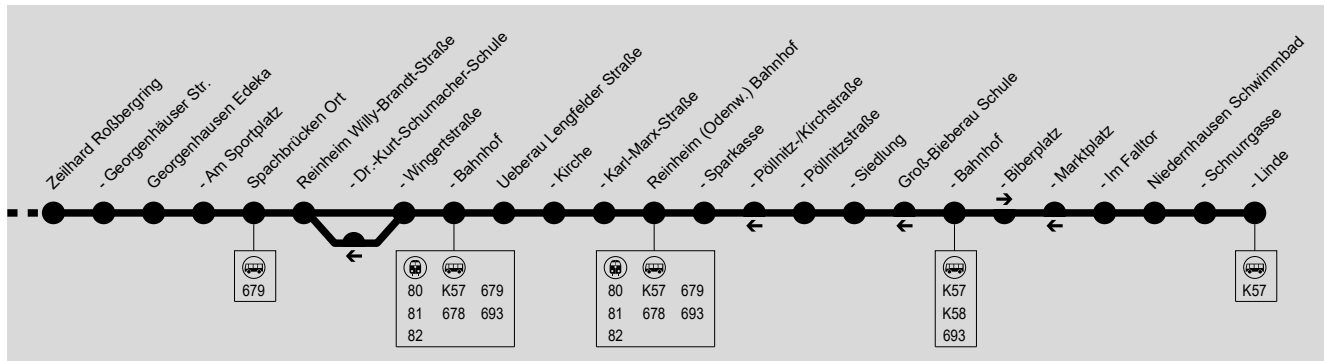 Zeilhard Roßbergring
- Georgenhäuser Str.
Georgenhausen Edeka
- Am Sportplatz
Spachbrücken Ort
Reinheim Willy-Brandt-Straße
- Dr.-Kurt-Schumacher-Schule
- Wingertstraße
- Bahnhof
Ueberau Lengfelder Straße
- Kirche
- Karl-Marx-Straße
Reinheim (Odenw.) Bahnhof
- Sparkasse
- Pöllnitz-/Kirchstraße
- Pöllnitzstraße
- Siedlung
Groß-Bieberau Schule
- Bahnhof
- Biberplatz
- Marktplatz
- Im Falltor
Niedernhausen Schwimmbad
- Schnurrgasse
- Linde
679
80 K57 679
81 678 693
82
80 K57 679
81 678 693
82
K57
K58
693
K57